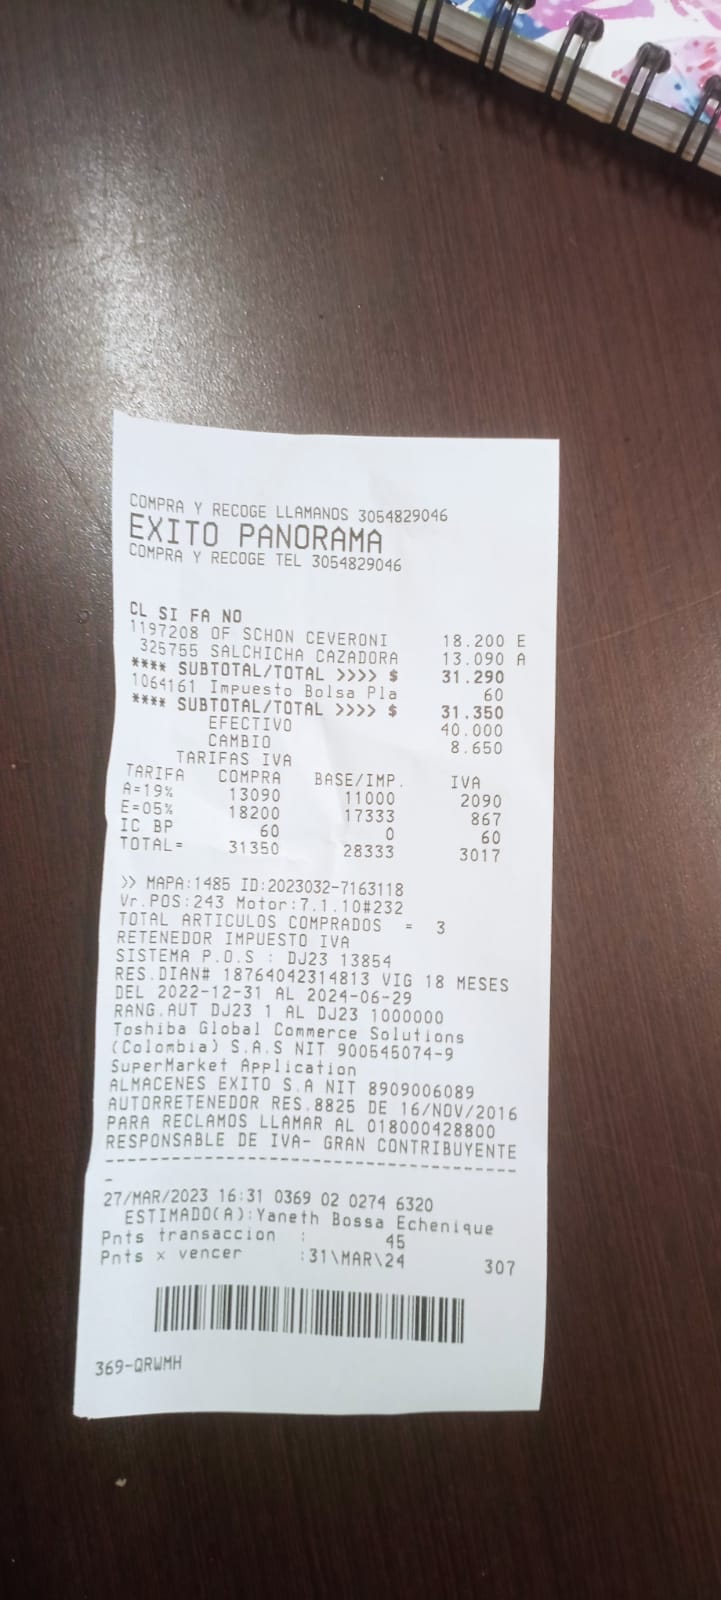 COMPRA Y RECOGE LLAMANOS 3054829046
EXITO PANORAMA
COMPRA Y RECOGE TEL 3054829046
CL SI FA NO
1197208 OF SCHON CEVERONI 18.200 E
325755 SALCHICHA CAZADORA 13.090 A
**** SUBTOTAL/TOTAL >>>> $ 31.290
1064161 Impuesto Bolsa Pla 60
**** SUBTOTAL/TOTAL >>>> $ 31.350
EFECTIVO 40.000
CAMBIO 8.650
TARIFAS IVA
TARIFA COMPRA BASE/IMP. IVA
A=19% 13090 11000 2090
E=05% 18200 17333 867
IC BP 60 0 60
TOTAL= 31350 28333 3017
>> MAPA:1485 ID:2023032-7163118
Vr.POS:243 Motor:7.1.10#232
TOTAL ARTICULOS COMPRADOS = 3
RETENEDOR IMPUESTO IVA
SISTEMA P.O.S : DJ23 13854
RES.DIAN# 18764042314813 VIG 18 MESES
DEL 2022-12-31 AL 2024-06-29
RANG.AUT DJ23 1 AL DJ23 1000000
Toshiba Global Commerce Solutions
(Colombia) S.A.S NIT 900545074-9
SuperMarket Application
ALMACENES EXITO S.A NIT 8909006089
AUTORRETENEDOR RES.8825 DE 16/NOV/2016
PARA RECLAMOS LLAMAR AL 018000428800
RESPONSABLE DE IVA- GRAN CONTRIBUYENTE
--------------------------------------
-
27/MAR/2023 16:31 0369 02 0274 6320
ESTIMADO(A):Yaneth Bossa Echenique
Pnts transaccion : 45
Pnts x vencer :31\MAR\24 307
369-QRWMH